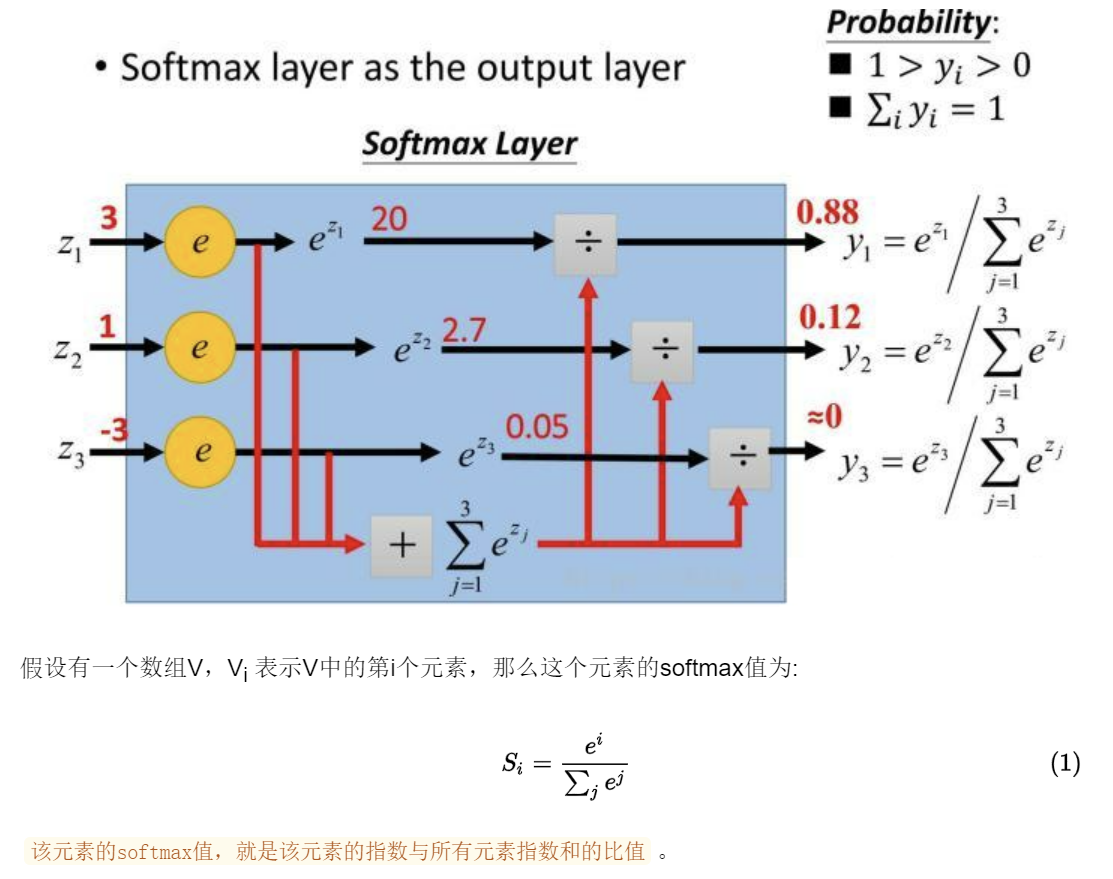 Probability:
• Softmax layer as the output layer
■ 1 > yᵢ > 0
■ ∑ᵢ yᵢ = 1
Softmax Layer
z₁ 3 e e^{z₁} 20 ÷ 0.88 y₁ = e^{z₁} / ∑_{j=1}^{3} e^{z_j}
z₂ 1 e e^{z₂} 2.7 ÷ 0.12 y₂ = e^{z₂} / ∑_{j=1}^{3} e^{z_j}
z₃ -3 e e^{z₃} 0.05 ÷ ≈0 y₃ = e^{z₃} / ∑_{j=1}^{3} e^{z_j}
+ ∑_{j=1}^{3} e^{z_j}
假设有一个数组V，Vᵢ 表示V中的第i个元素，那么这个元素的softmax值为:
Sᵢ = e^{i} / ∑_{j} e^{j} (1)
该元素的softmax值，就是该元素的指数与所有元素指数和的比值 。